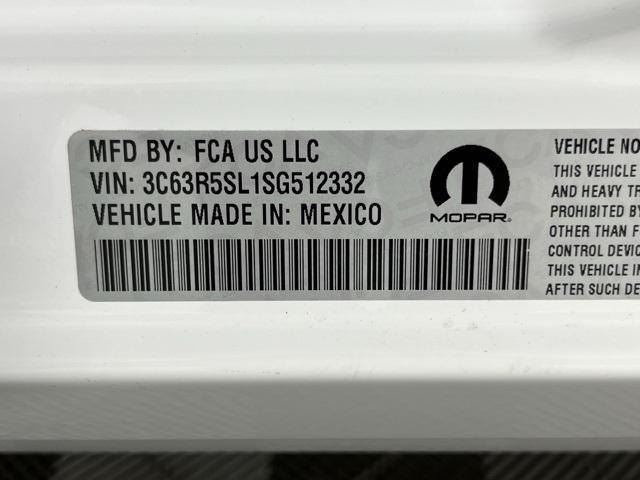 MFD BY: FCA US LLC
VIN: 3C63R5SL1SG512332
VEHICLE MADE IN: MEXICO
MOPAR
VEHICLE NO
THIS VEHICLE
AND HEAVY TR
PROHIBITED BY
OTHER THAN F
CONTROL DEVIC
THIS VEHICLE IN
AFTER SUCH DE